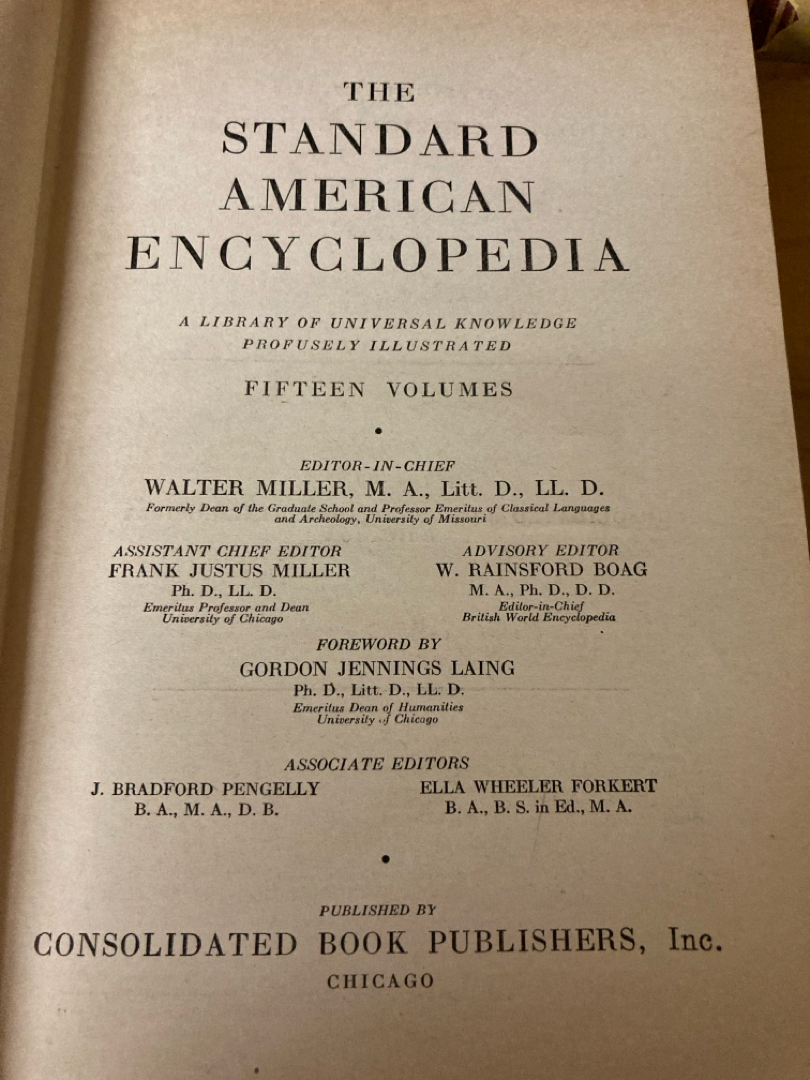 THE
STANDARD
AMERICAN
ENCYCLOPEDIA
A LIBRARY OF UNIVERSAL KNOWLEDGE
PROFUSELY ILLUSTRATED
FIFTEEN VOLUMES
•
EDITOR-IN-CHIEF
WALTER MILLER, M. A., Litt. D., LL. D.
Formerly Dean of the Graduate School and Professor Emeritus of Classical Languages
and Archeology, University of Missouri
ASSISTANT CHIEF EDITOR
FRANK JUSTUS MILLER
Ph. D., LL. D.
Emeritus Professor and Dean
University of Chicago
ADVISORY EDITOR
W. RAINSFORD BOAG
M. A., Ph. D., D. D.
Editor-in-Chief
British World Encyclopedia
FOREWORD BY
GORDON JENNINGS LAING
Ph. D., Litt. D., LL. D.
Emeritus Dean of Humanities
University of Chicago
ASSOCIATE EDITORS
J. BRADFORD PENGELLY
B. A., M. A., D. B.
ELLA WHEELER FORKERT
B. A., B. S. in Ed., M. A.
•
PUBLISHED BY
CONSOLIDATED BOOK PUBLISHERS, Inc.
CHICAGO